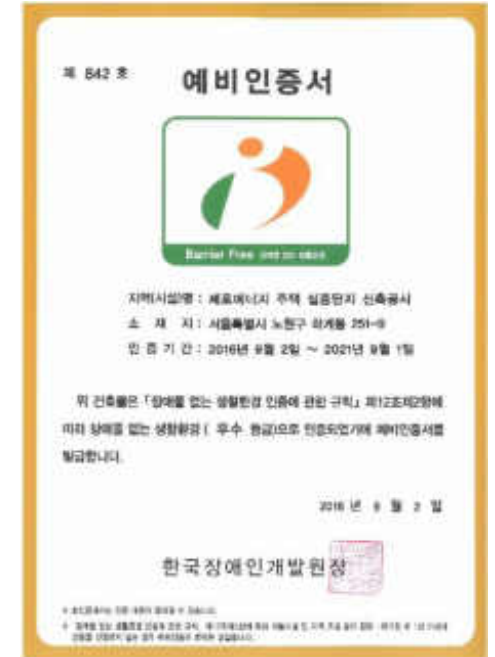 제 842 호
예비인증서
Barrier Free
지역(시설)명 : 제로에너지 주택 실증단지 신축공사
소 재 지 : 서울특별시 노원구 하계동 251-9
인 증 기 간 : 2016년 9월 2일 ~ 2021년 9월 1일
위 건축물은 「장애물 없는 생활환경 인증에 관한 규칙」 제12조제2항에
따라 장애물 없는 생활환경 ( 우수 등급)으로 인증되었기에 예비인증서를
발급합니다.
2016 년 9 월 2 일
한국장애인개발원장